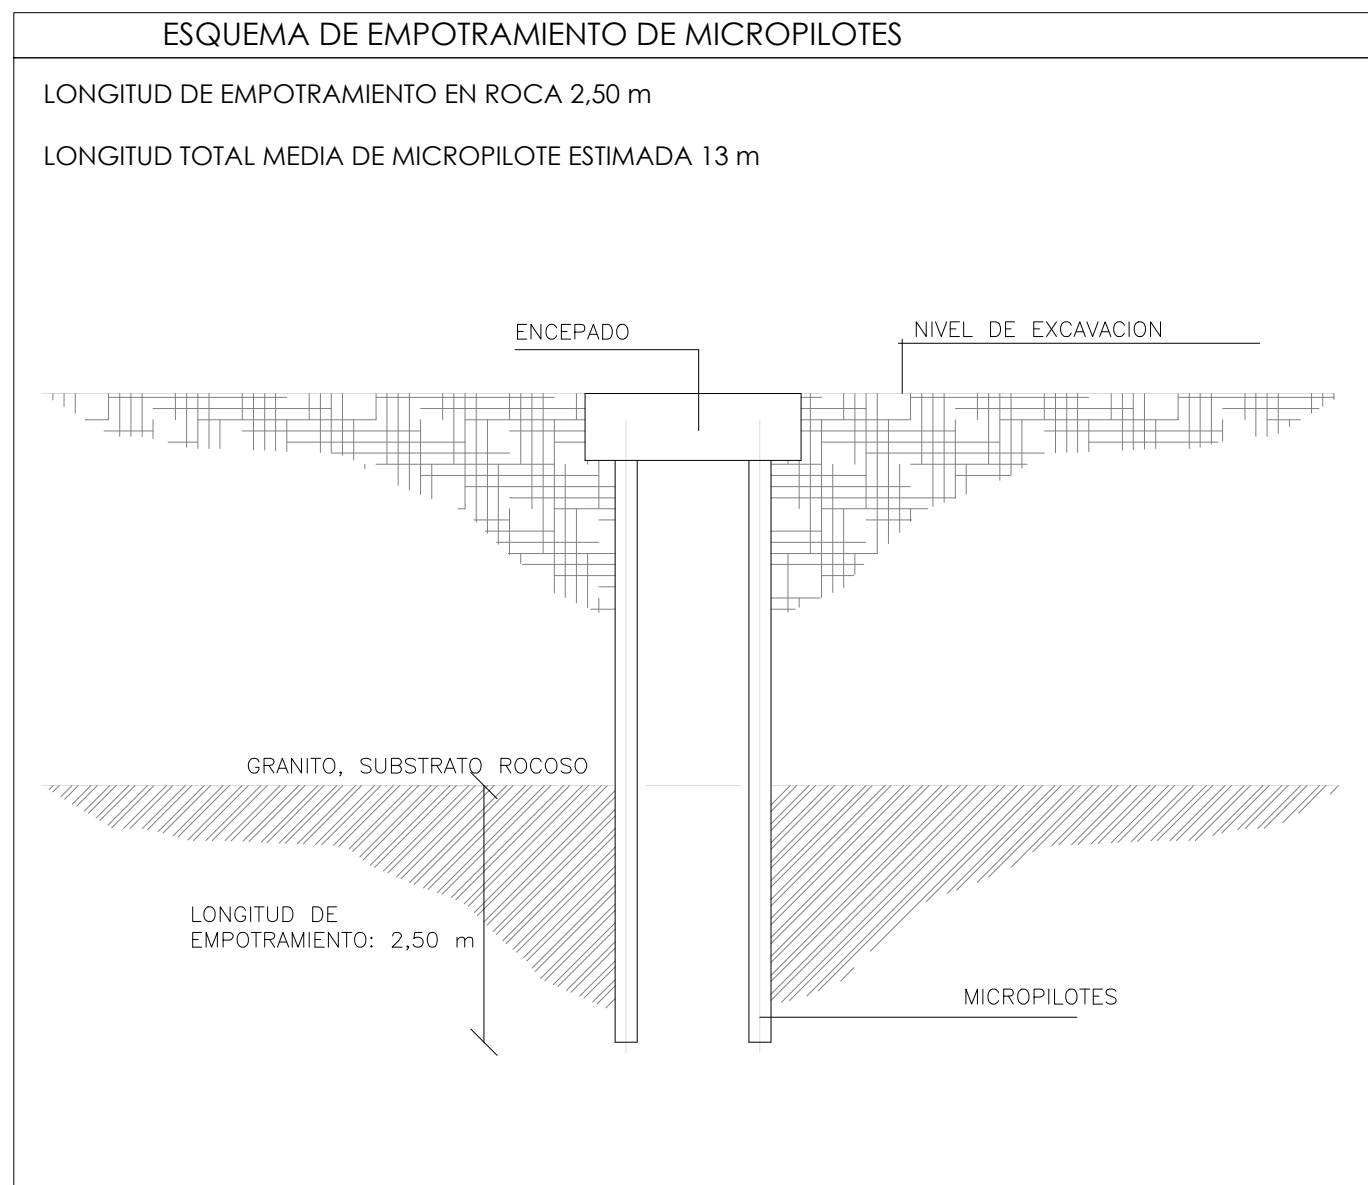 ESQUEMA DE EMPOTRAMIENTO DE MICROPILOTES
LONGITUD DE EMPOTRAMIENTO EN ROCA 2,50 m
LONGITUD TOTAL MEDIA DE MICROPILOTE ESTIMADA 13 m
ENCEPADO
NIVEL DE EXCAVACION
GRANITO, SUBSTRATO ROCOSO
LONGITUD DE
EMPOTRAMIENTO: 2,50 m
MICROPILOTES